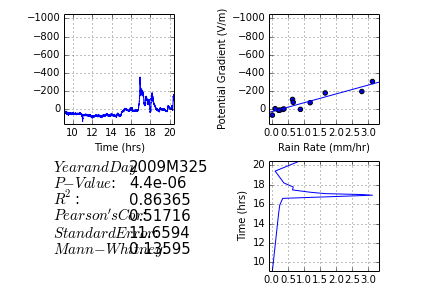 −1000
−800
−600
−400
−200
0
10 12 14 16 18 20
Time (hrs)
Potential Gradient (V/m)
−1000
−800
−600
−400
−200
0
0.0 0.5 1.0 1.5 2.0 2.5 3.0
Rain Rate (mm/hr)
YearandDay 2009M325
P−Value: 4.4e-06
R²: 0.86365
Pearson'sCor 0.51716
StandardError 11.6594
Mann−Whitney 0.13595
Time (hrs)
20
18
16
14
12
10
0.0 0.5 1.0 1.5 2.0 2.5 3.0